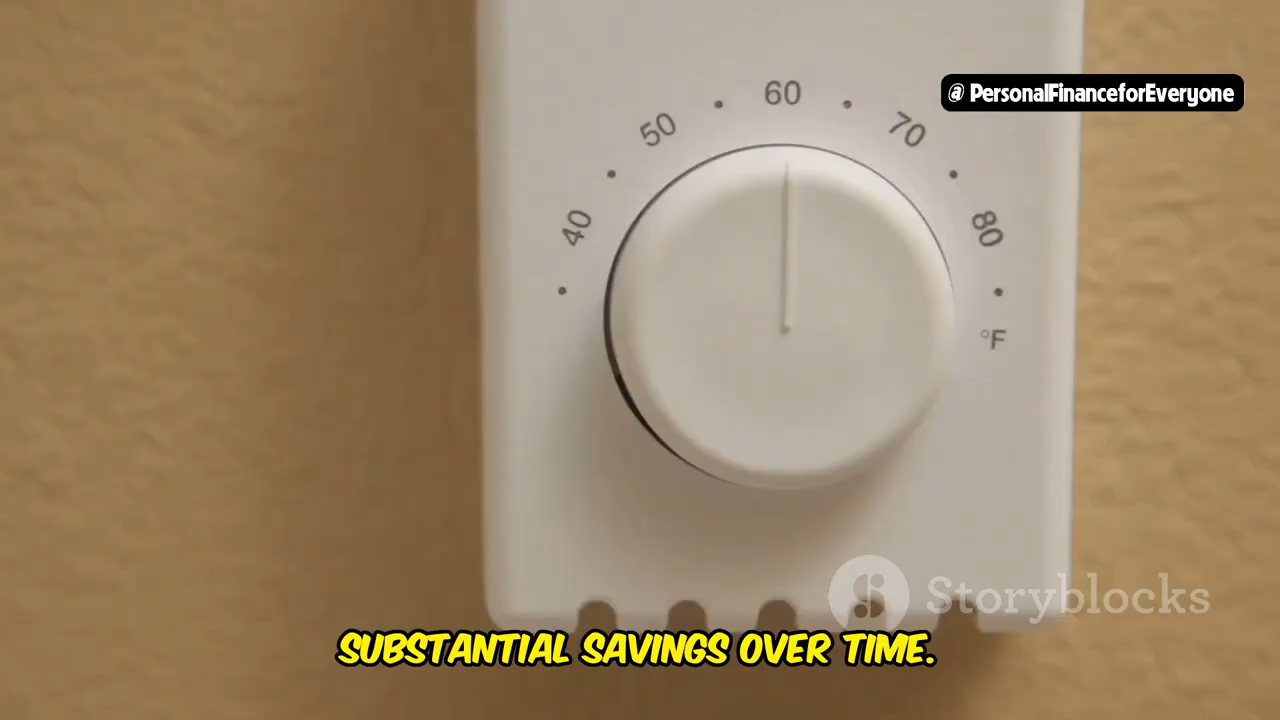 @ PersonalFinanceforEveryone
60
50
70
40
80
°F
Storyblocks
SUBSTANTIAL SAVINGS OVER TIME.